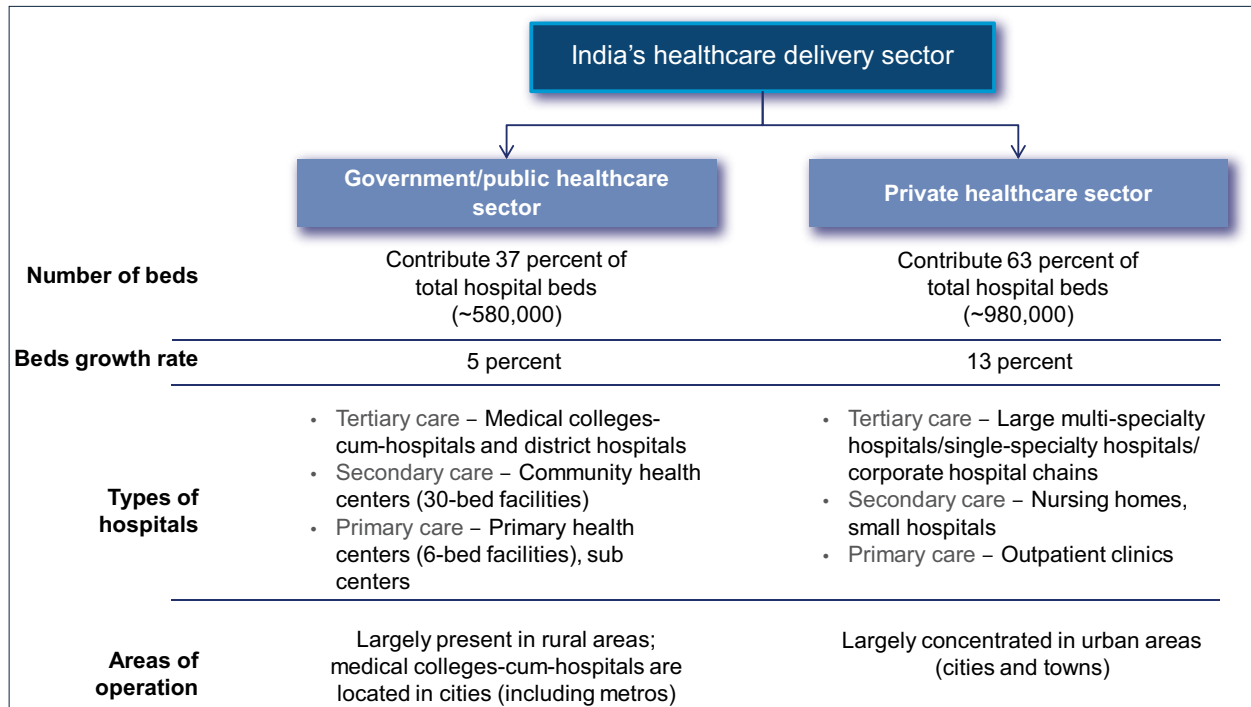 India’s healthcare delivery sector
Government/public healthcare
sector
Private healthcare sector
Number of beds
Contribute 37 percent of
total hospital beds
(~580,000)
Contribute 63 percent of
total hospital beds
(~980,000)
Beds growth rate
5 percent
13 percent
Types of
hospitals
• Tertiary care – Medical colleges-
cum-hospitals and district hospitals
• Secondary care – Community health
centers (30-bed facilities)
• Primary care – Primary health
centers (6-bed facilities), sub
centers
• Tertiary care – Large multi-specialty
hospitals/single-specialty hospitals/
corporate hospital chains
• Secondary care – Nursing homes,
small hospitals
• Primary care – Outpatient clinics
Areas of
operation
Largely present in rural areas;
medical colleges-cum-hospitals are
located in cities (including metros)
Largely concentrated in urban areas
(cities and towns)